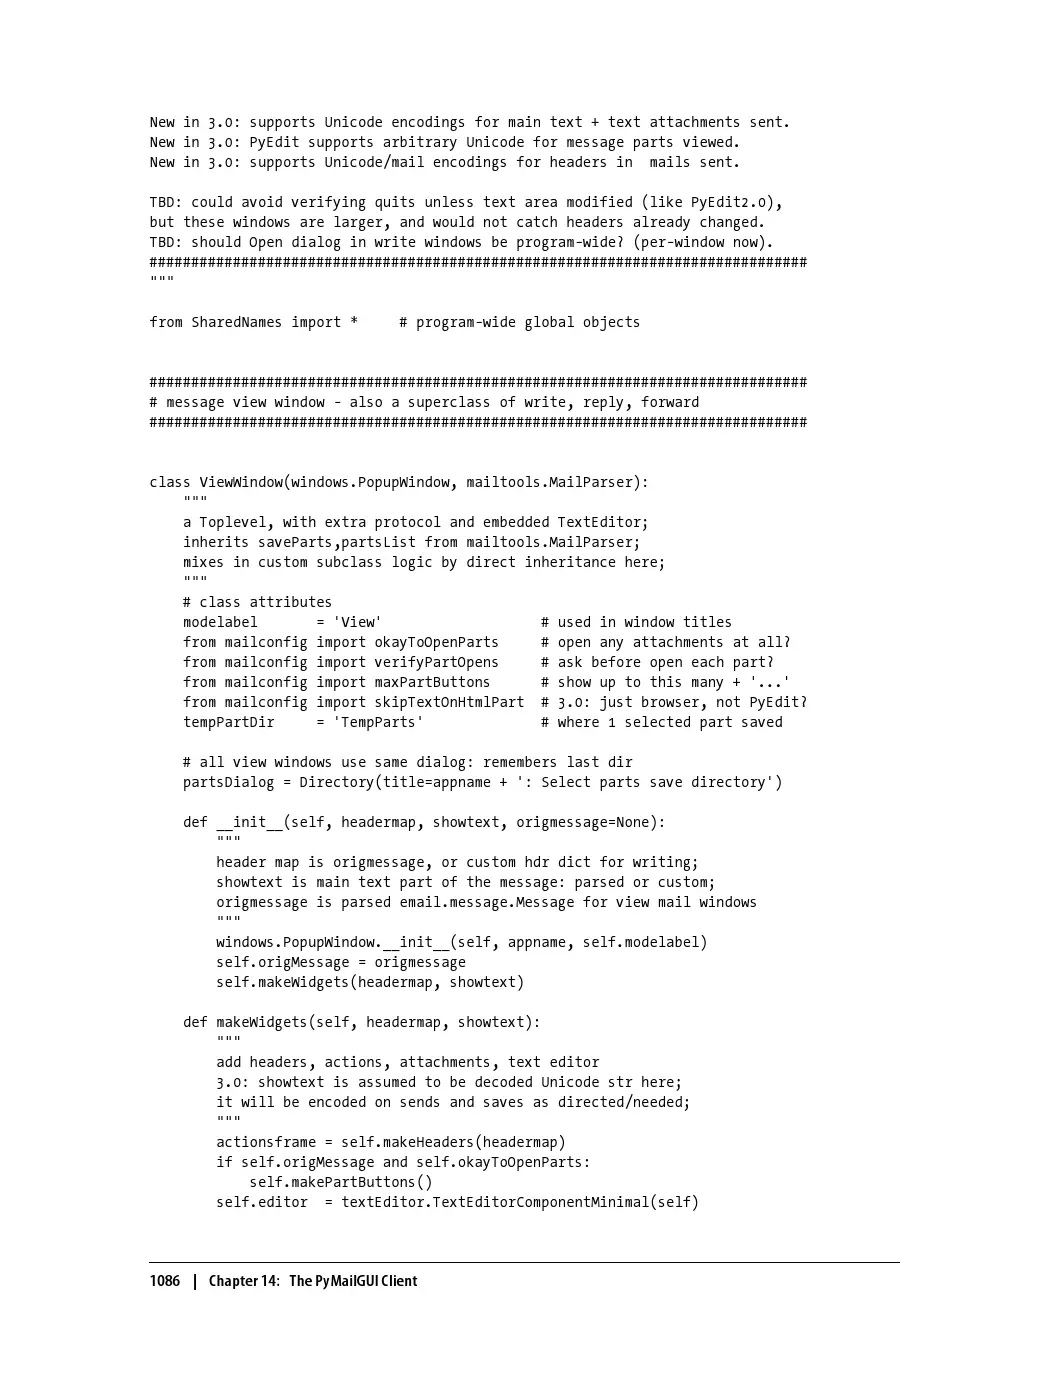 New in 3.0: supports Unicode encodings for main text + text attachments sent.
New in 3.0: PyEdit supports arbitrary Unicode for message parts viewed.
New in 3.0: supports Unicode/mail encodings for headers in  mails sent.

TBD: could avoid verifying quits unless text area modified (like PyEdit2.0),
but these windows are larger, and would not catch headers already changed.
TBD: should Open dialog in write windows be program-wide? (per-window now).
###############################################################################
"""

from SharedNames import *     # program-wide global objects


###############################################################################
# message view window - also a superclass of write, reply, forward
###############################################################################


class ViewWindow(windows.PopupWindow, mailtools.MailParser):
    """
    a Toplevel, with extra protocol and embedded TextEditor;
    inherits saveParts,partsList from mailtools.MailParser;
    mixes in custom subclass logic by direct inheritance here;
    """
    # class attributes
    modelabel       = 'View'                   # used in window titles
    from mailconfig import okayToOpenParts     # open any attachments at all?
    from mailconfig import verifyPartOpens     # ask before open each part?
    from mailconfig import maxPartButtons      # show up to this many + '...'
    from mailconfig import skipTextOnHtmlPart  # 3.0: just browser, not PyEdit?
    tempPartDir     = 'TempParts'              # where 1 selected part saved

    # all view windows use same dialog: remembers last dir
    partsDialog = Directory(title=appname + ': Select parts save directory')

    def __init__(self, headermap, showtext, origmessage=None):
        """
        header map is origmessage, or custom hdr dict for writing;
        showtext is main text part of the message: parsed or custom;
        origmessage is parsed email.message.Message for view mail windows
        """
        windows.PopupWindow.__init__(self, appname, self.modelabel)
        self.origMessage = origmessage
        self.makeWidgets(headermap, showtext)

    def makeWidgets(self, headermap, showtext):
        """
        add headers, actions, attachments, text editor
        3.0: showtext is assumed to be decoded Unicode str here;
        it will be encoded on sends and saves as directed/needed;
        """
        actionsframe = self.makeHeaders(headermap)
        if self.origMessage and self.okayToOpenParts:
            self.makePartButtons()
        self.editor  = textEditor.TextEditorComponentMinimal(self)

1086 | Chapter 14: The PyMailGUI Client